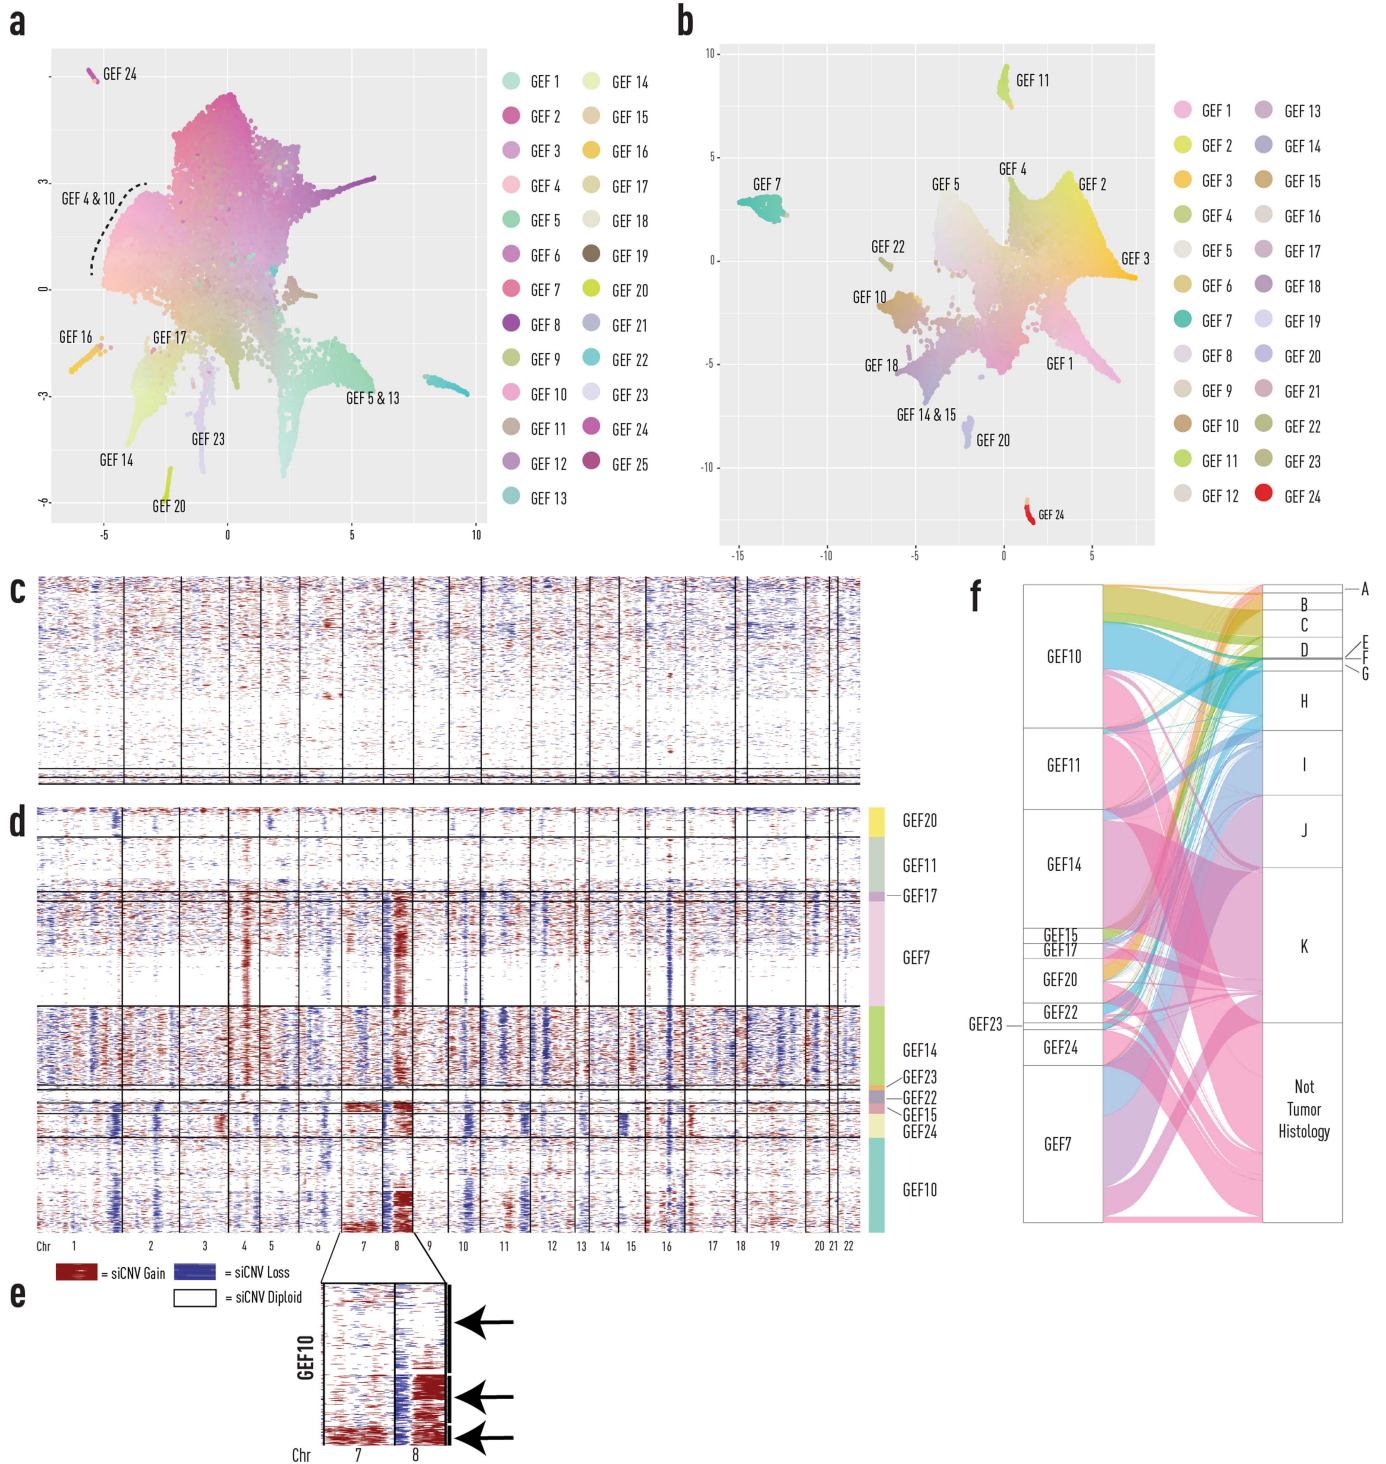 a
GEF 24
GEF 4 & 10
GEF 16
GEF 17
GEF 14
GEF 23
GEF 20
GEF 5 & 13
3
0
-3
-6
-5
0
5
10
GEF 1
GEF 2
GEF 3
GEF 4
GEF 5
GEF 6
GEF 7
GEF 8
GEF 9
GEF 10
GEF 11
GEF 12
GEF 13
GEF 14
GEF 15
GEF 16
GEF 17
GEF 18
GEF 19
GEF 20
GEF 21
GEF 22
GEF 23
GEF 24
GEF 25
b
10
5
0
-5
-10
-15
-10
-5
0
5
GEF 11
GEF 7
GEF 5
GEF 4
GEF 2
GEF 22
GEF 3
GEF 10
GEF 18
GEF 1
GEF 14 & 15
GEF 20
GEF 24
GEF 1
GEF 2
GEF 3
GEF 4
GEF 5
GEF 6
GEF 7
GEF 8
GEF 9
GEF 10
GEF 11
GEF 12
GEF 13
GEF 14
GEF 15
GEF 16
GEF 17
GEF 18
GEF 19
GEF 20
GEF 21
GEF 22
GEF 23
GEF 24
c
d
GEF20
GEF11
GEF17
GEF7
GEF14
GEF23
GEF22
GEF15
GEF24
GEF10
Chr 1 2 3 4 5 6 7 8 9 10 11 12 13 14 15 16 17 18 19 20 21 22
= siCNV Gain
= siCNV Loss
= siCNV Diploid
e
GEF10
Chr 7 8
f
GEF10
GEF11
GEF14
GEF15
GEF17
GEF20
GEF22
GEF23
GEF24
GEF7
A
B
C
D
E
F
G
H
I
J
K
Not
Tumor
Histology